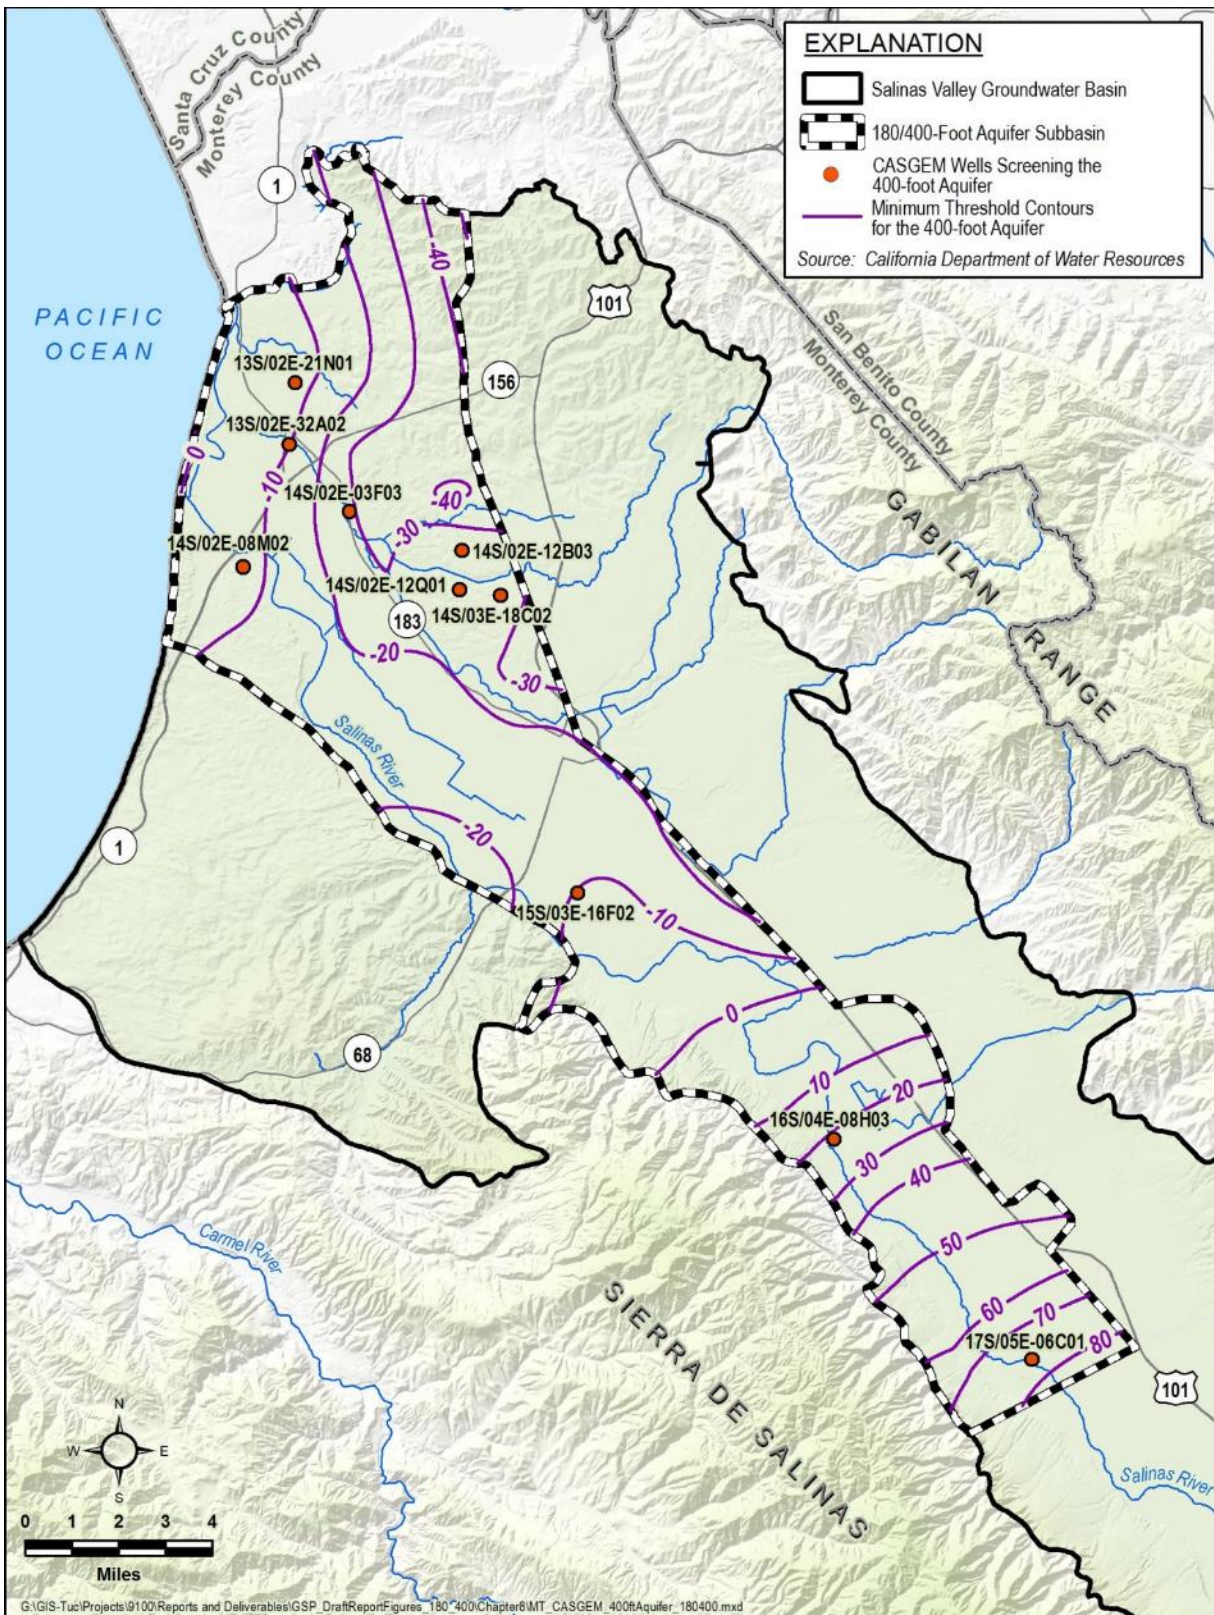 EXPLANATION
Salinas Valley Groundwater Basin
180/400-Foot Aquifer Subbasin
CASGEM Wells Screening the
400-foot Aquifer
Minimum Threshold Contours
for the 400-foot Aquifer
Source: California Department of Water Resources
Santa Cruz County
Monterey County
1
-40
101
PACIFIC
OCEAN
San Benito County
Monterey County
13S/02E-21N01
156
13S/02E-32A02
0
-10
14S/02E-03F03
-40
GABILAN
RANGE
-30
14S/02E-08M02
14S/02E-12B03
14S/02E-12Q01
14S/03E-18C02
183
-20
-30
Salinas River
-20
1
15S/03E-16F02
-10
0
68
10
20
16S/04E-08H03
30
40
50
Carmel River
60
70
SIERRA DE SALINAS
17S/05E-06C01
80
101
Salinas River
N
W
E
S
0 1 2 3 4
Miles
G:\GIS-Tuc\Projects\9100\Reports and Deliverables\GSP_DraftReportFigures_180_400\Chapter8\MT_CASGEM_400ftAquifer_180400.mxd